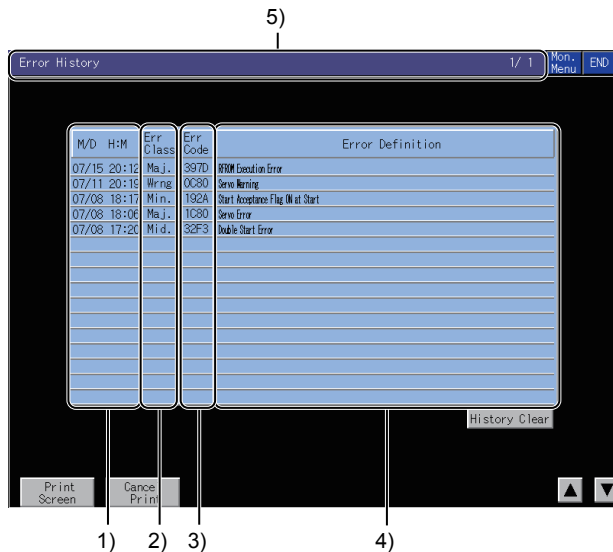 5)
Error History 1/ 1 Mon. Menu END
M/D H:M Err Class Err Code Error Definition
07/15 20:12 Maj. 397D RFROM Execution Error
07/11 20:19 Wrng 0C80 Servo Warning
07/08 18:17 Min. 192A Start Acceptance Flag ON at Start
07/08 18:06 Maj. 1C80 Servo Error
07/08 17:20 Mid. 32F3 Double Start Error
History Clear
Print Screen Cancel Print ▲ ▼
1) 2) 3) 4)